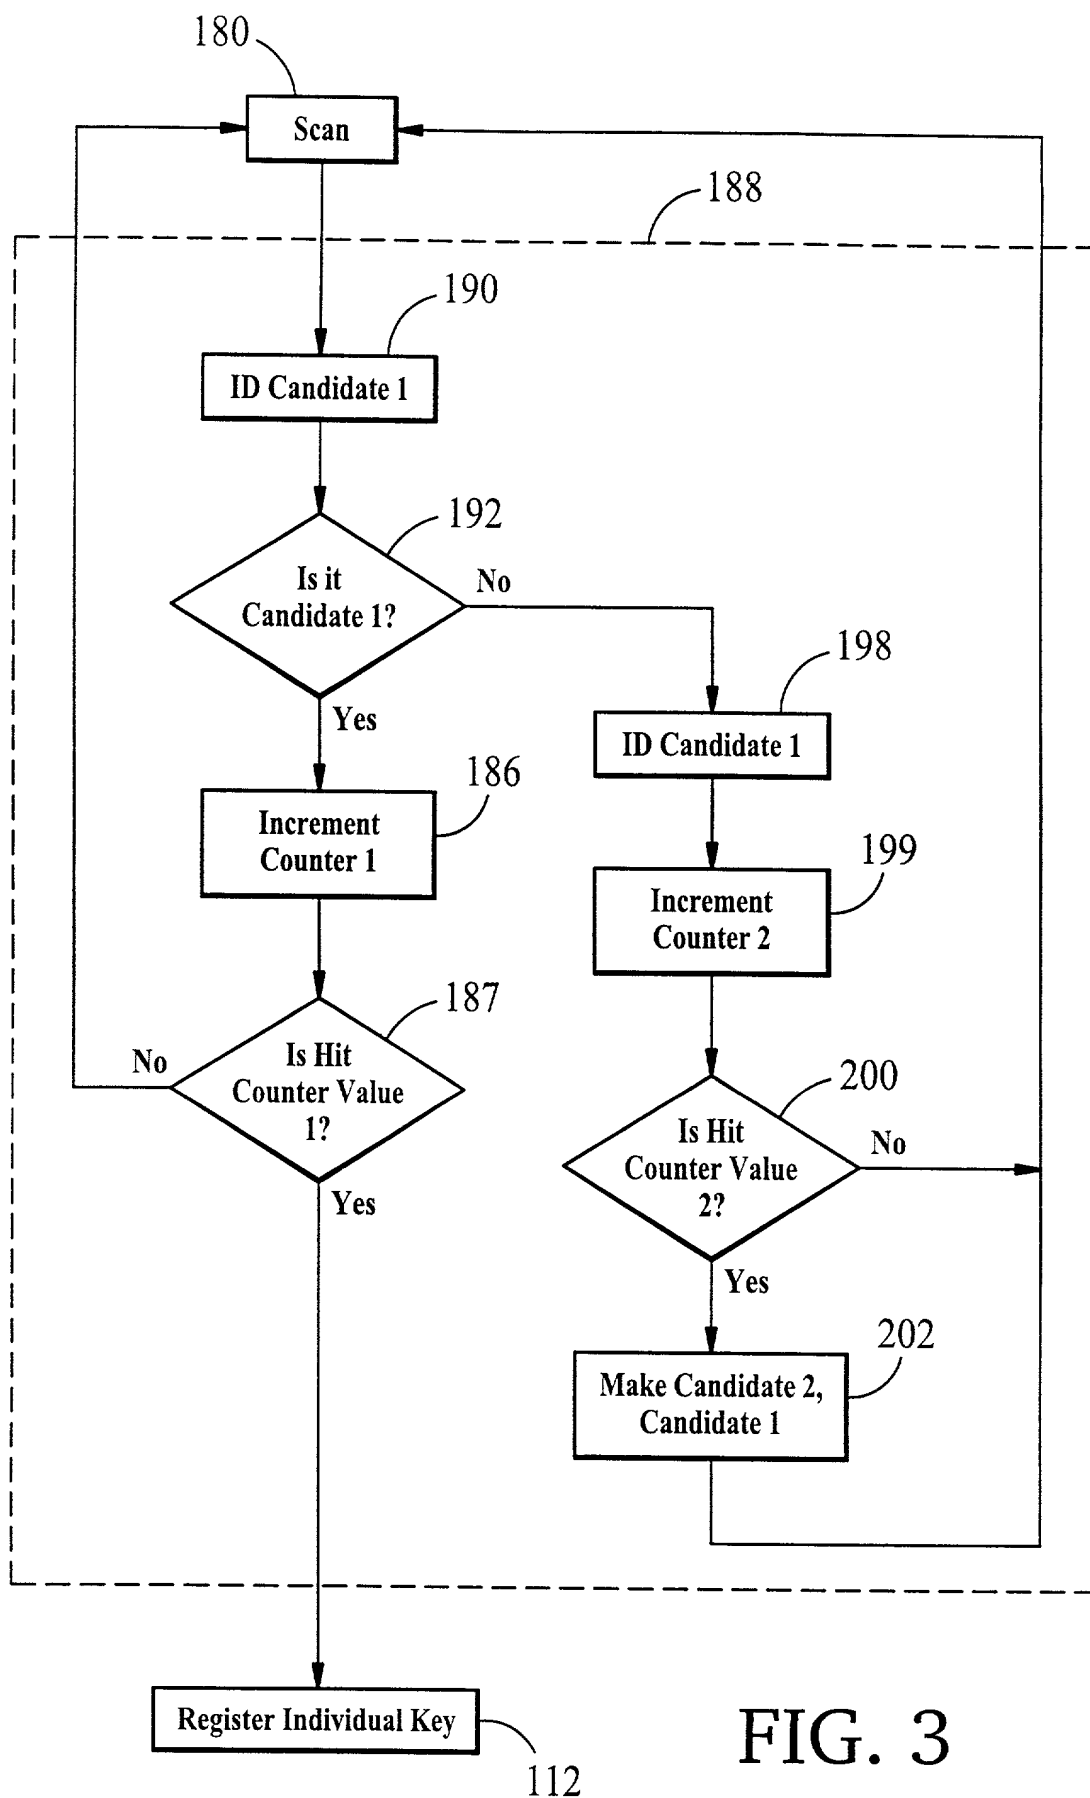 180
Scan
188
190
ID Candidate 1
192
Is it
Candidate 1?
No
Yes
198
ID Candidate 1
186
Increment
Counter 1
199
Increment
Counter 2
187
Is Hit
Counter Value
1?
No
Yes
200
Is Hit
Counter Value
2?
No
Yes
202
Make Candidate 2,
Candidate 1
Register Individual Key
112
FIG. 3